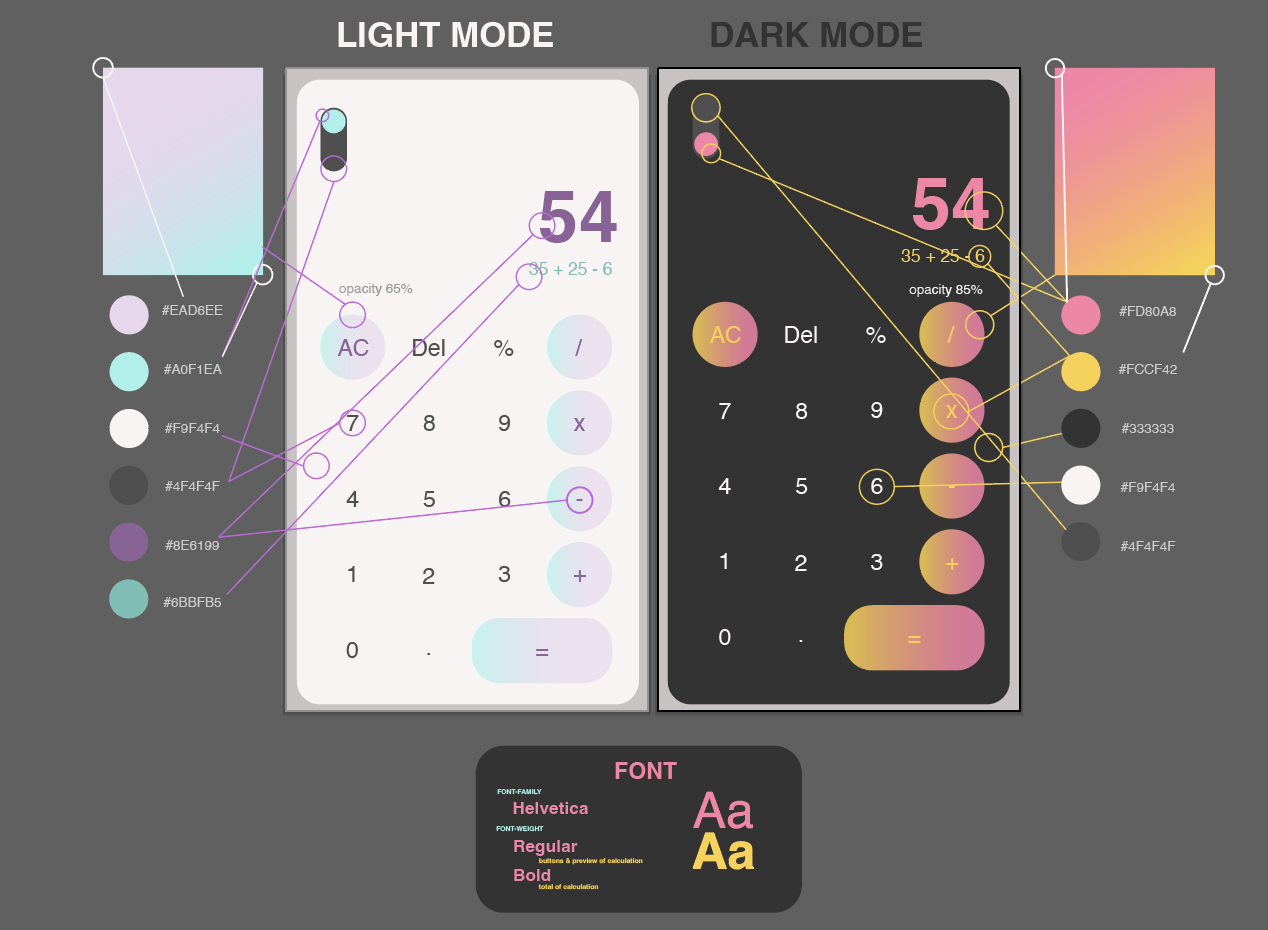 LIGHT MODE
DARK MODE
#EAD6EE
#A0F1EA
#F9F4F4
#4F4F4F
#8E6199
#6BBFB5
54
35 + 25 - 6
opacity 65%
AC Del % /
7 8 9 x
4 5 6 -
1 2 3 +
0 . =
54
35 + 25 - 6
opacity 85%
AC Del % /
7 8 9 x
4 5 6 -
1 2 3 +
0 . =
#FD80A8
#FCCF42
#333333
#F9F4F4
#4F4F4F
FONT
FONT-FAMILY
Helvetica
FONT-WEIGHT
Regular
buttons & preview of calculation
Bold
total of calculation
Aa
Aa